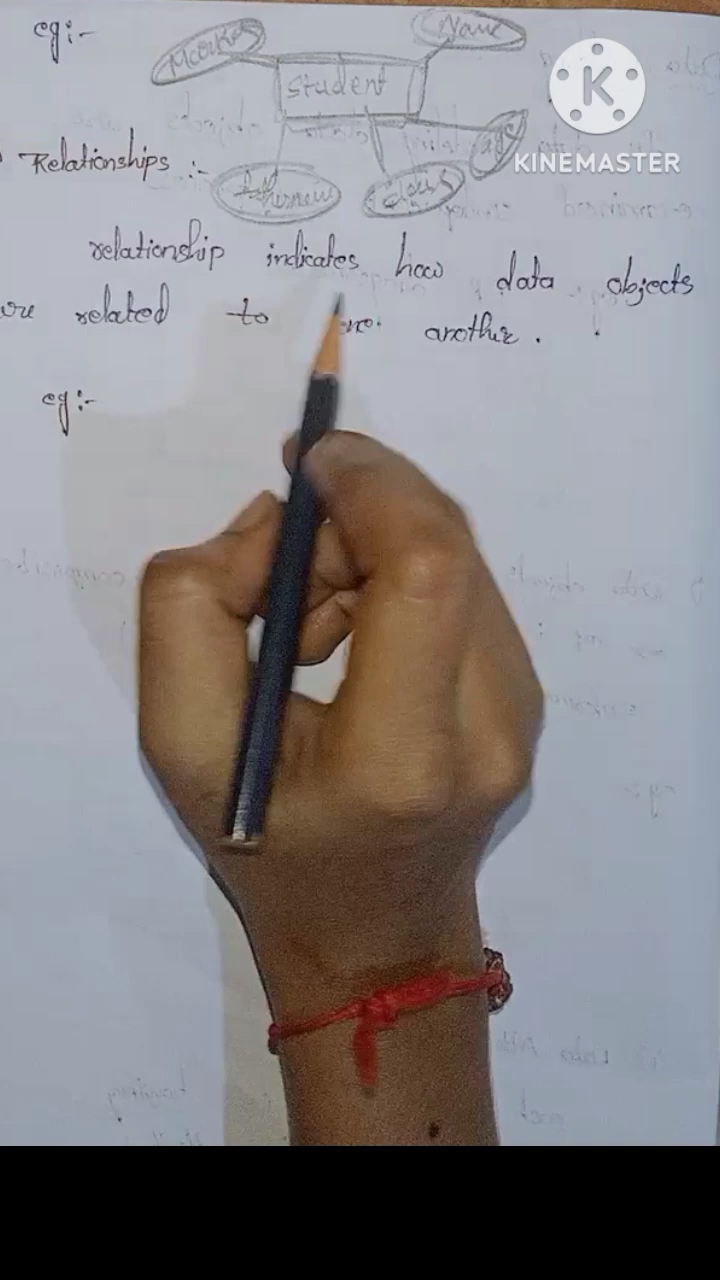 eg:-
Marks
Name
Student
Age
Relationships :-
class
relationship indicates how data objects
are related to one another.
eg:-
K
KINEMASTER